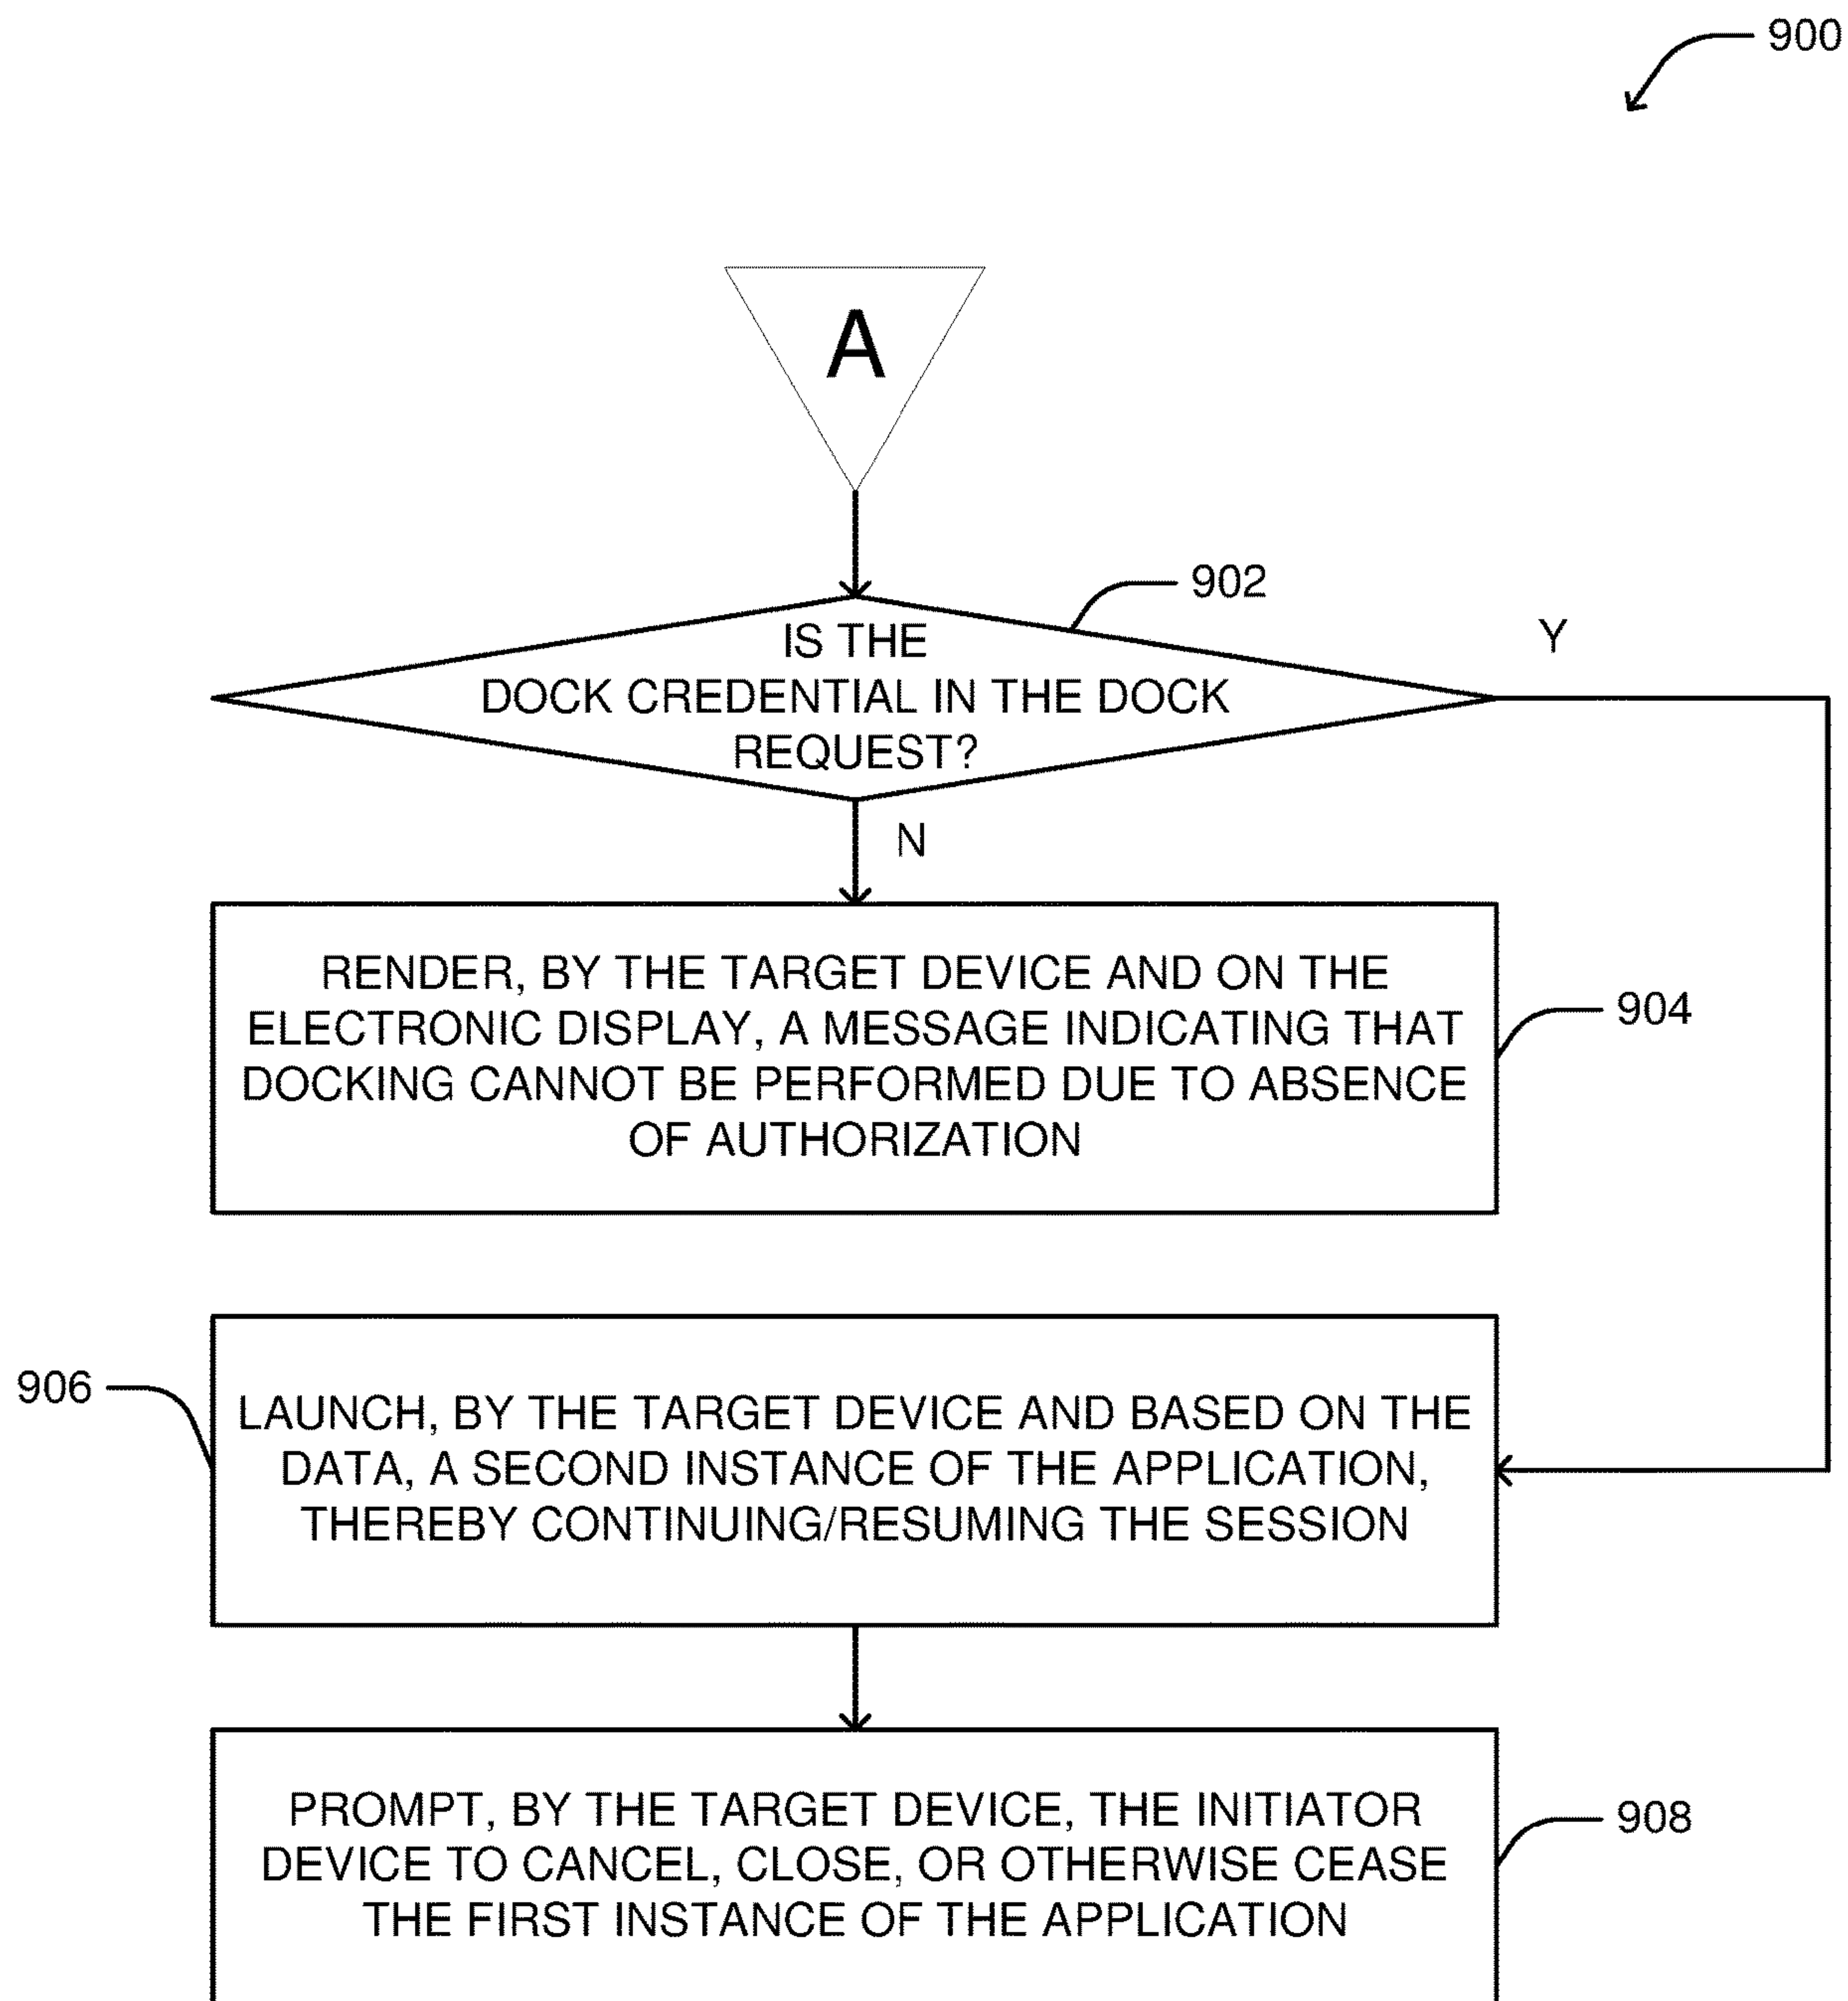 900
A
902
IS THE
DOCK CREDENTIAL IN THE DOCK
REQUEST?
Y
N
RENDER, BY THE TARGET DEVICE AND ON THE
ELECTRONIC DISPLAY, A MESSAGE INDICATING THAT
DOCKING CANNOT BE PERFORMED DUE TO ABSENCE
OF AUTHORIZATION
904
906
LAUNCH, BY THE TARGET DEVICE AND BASED ON THE
DATA, A SECOND INSTANCE OF THE APPLICATION,
THEREBY CONTINUING/RESUMING THE SESSION
PROMPT, BY THE TARGET DEVICE, THE INITIATOR
DEVICE TO CANCEL, CLOSE, OR OTHERWISE CEASE
THE FIRST INSTANCE OF THE APPLICATION
908